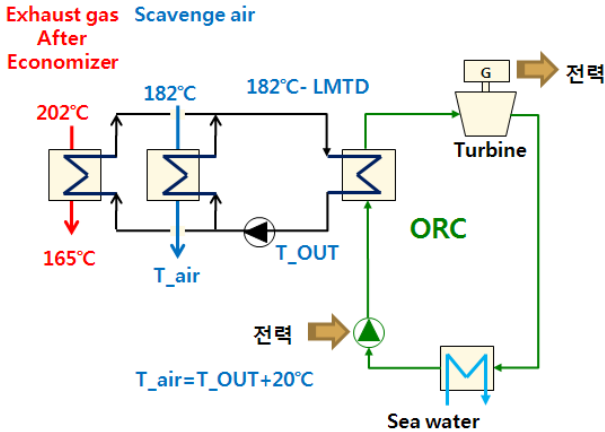 Exhaust gas
After
Economizer
Scavenge air
202℃
182℃
182℃- LMTD
G
전력
Turbine
165℃
T_air
T_OUT
ORC
전력
T_air=T_OUT+20℃
Sea water